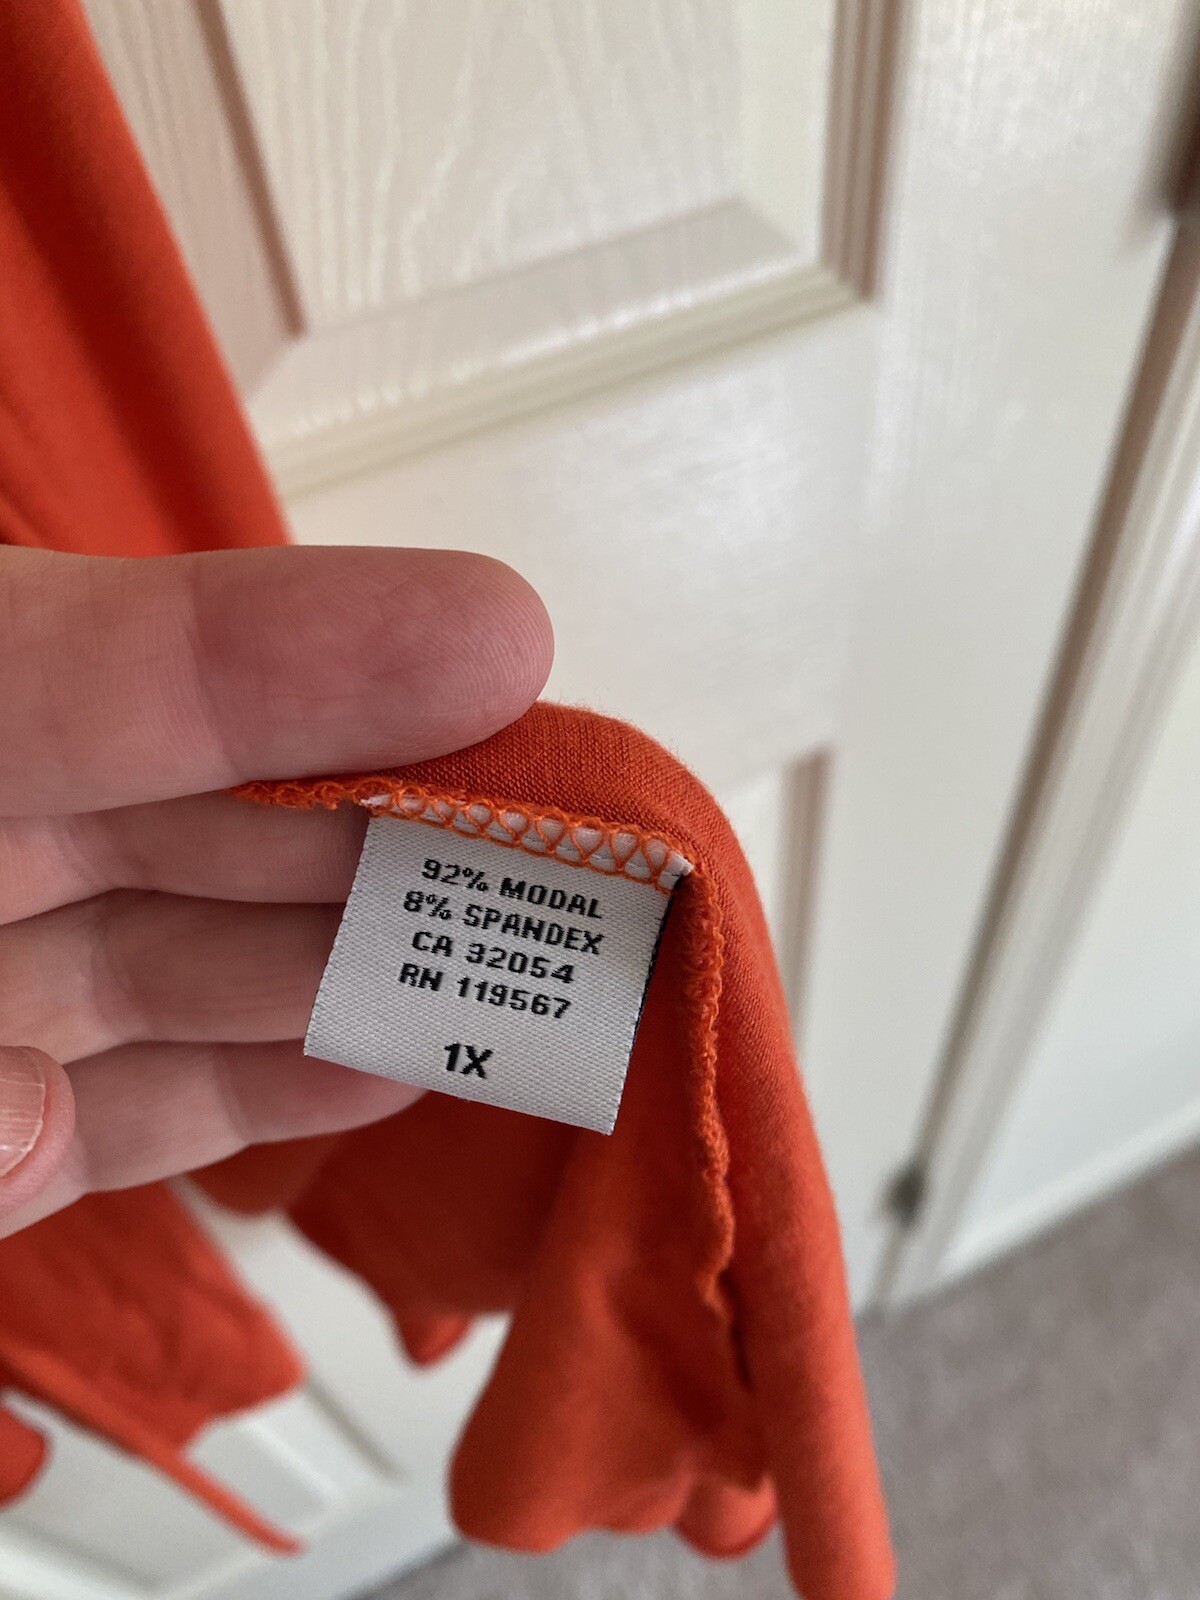 92% MODAL
8% SPANDEX
CA 32054
RN 119567
1X